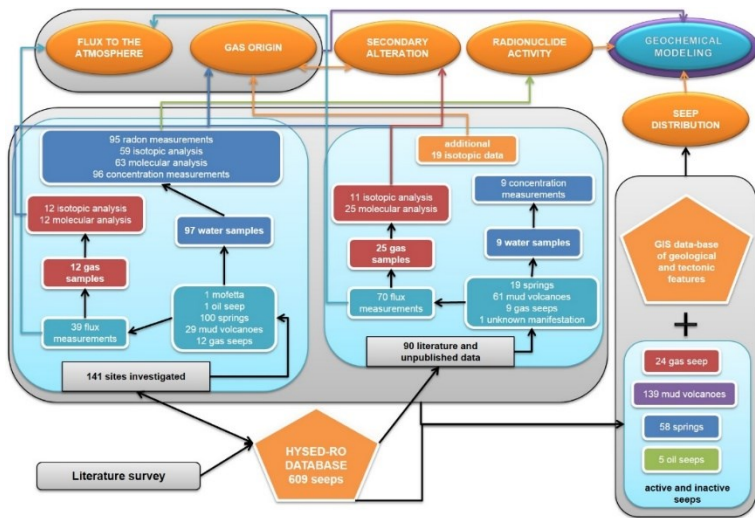 FLUX TO THE
ATMOSPHERE
GAS ORIGIN
SECONDARY
ALTERATION
RADIONUCLIDE
ACTIVITY
GEOCHEMICAL
MODELING
SEEP
DISTRIBUTION
95 radon measurements
59 isotopic analysis
63 molecular analysis
96 concentration measurements
12 isotopic analysis
12 molecular analysis
97 water samples
12 gas
samples
1 mofetta
1 oil seep
100 springs
29 mud volcanoes
12 gas seeps
39 flux
measurements
141 sites investigated
additional
19 isotopic data
11 isotopic analysis
25 molecular analysis
9 concentration
measurements
25 gas
samples
9 water samples
70 flux
measurements
19 springs
61 mud volcanoes
9 gas seeps
1 unknown manifestation
90 literature and
unpublished data
GIS data-base
of geological
and tectonic
features
24 gas seep
139 mud volcanoes
58 springs
5 oil seeps
active and inactive
seeps
HYSED-RO
DATABASE
609 seeps
Literature survey